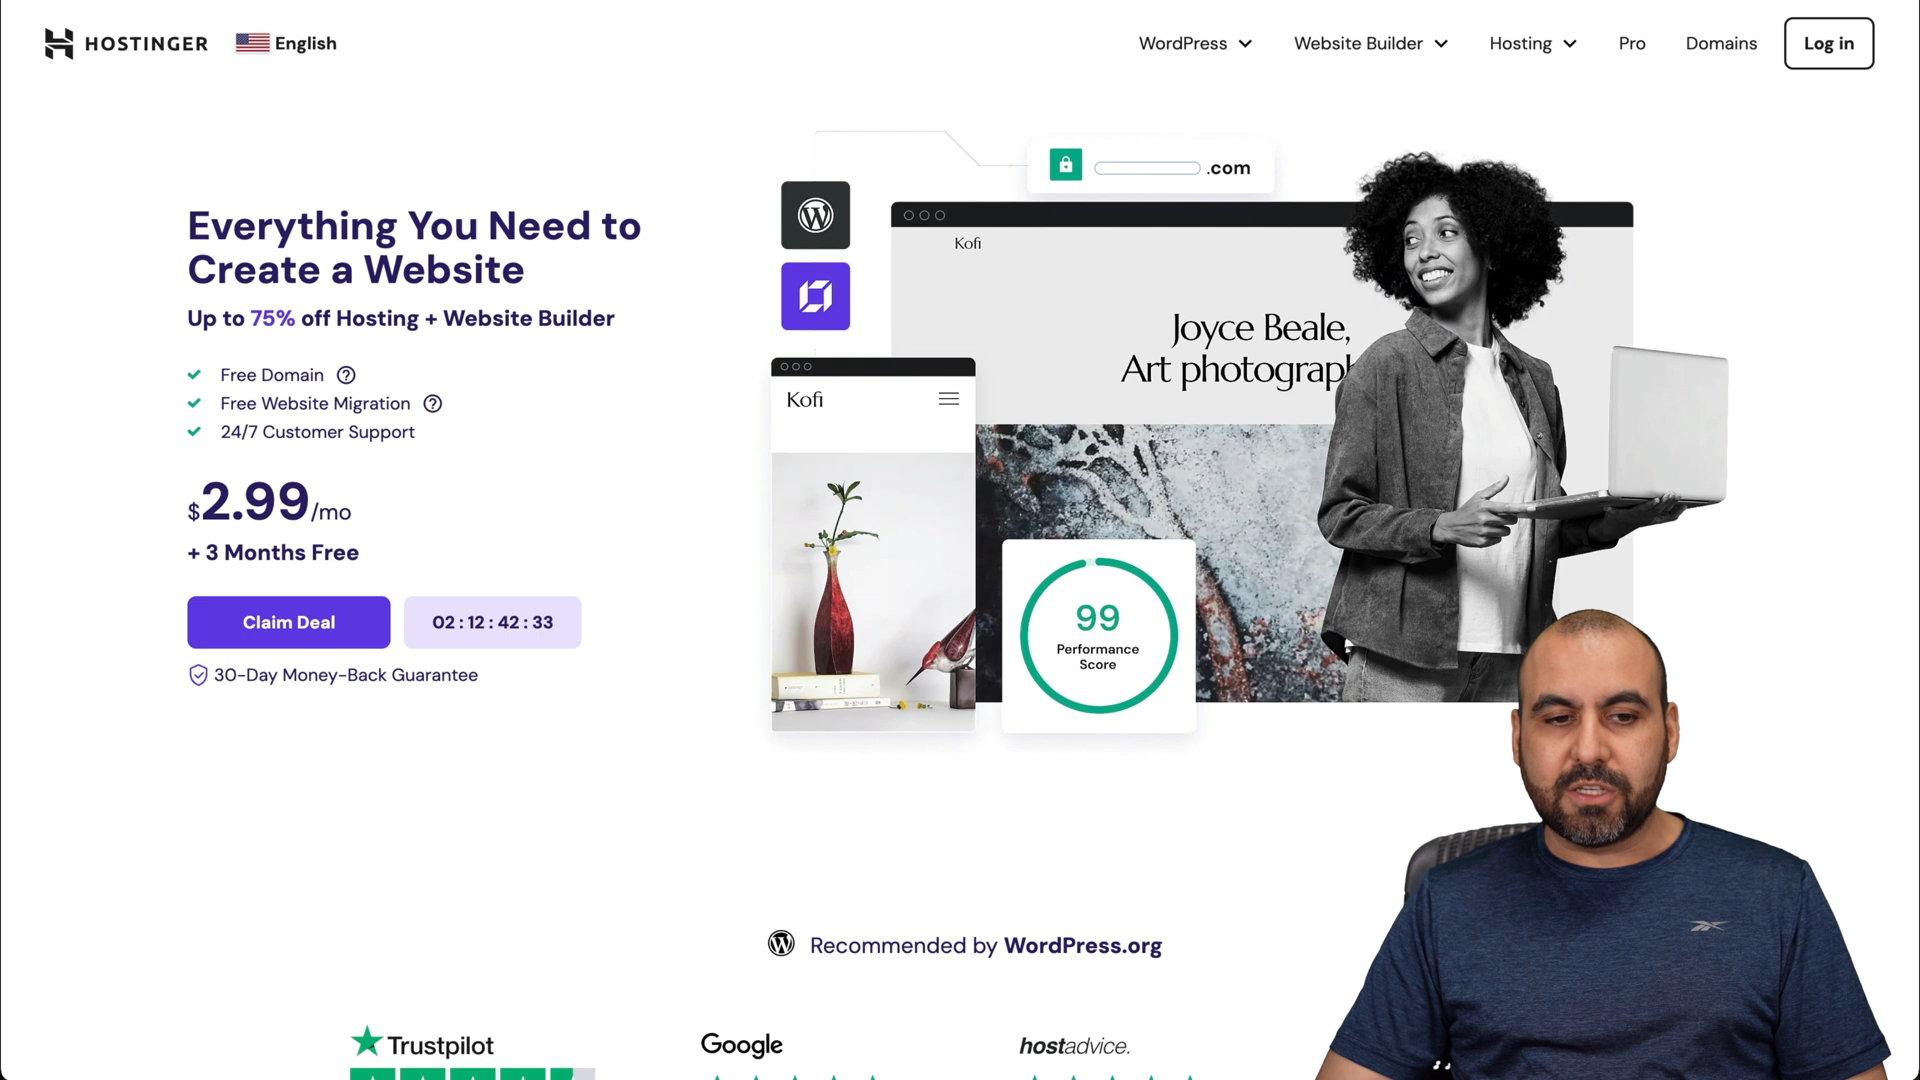 HOSTINGER
English
WordPress
Website Builder
Hosting
Pro
Domains
Log in
.com
Kofi
Everything You Need to
Create a Website
Up to 75% off Hosting + Website Builder
Joyce Beale,
Art photograph
Free Domain
Free Website Migration
24/7 Customer Support
Kofi
$2.99/mo
+ 3 Months Free
Claim Deal
02 : 12 : 42 : 33
99
Performance
Score
30-Day Money-Back Guarantee
Recommended by WordPress.org
Trustpilot
Google
hostadvice.